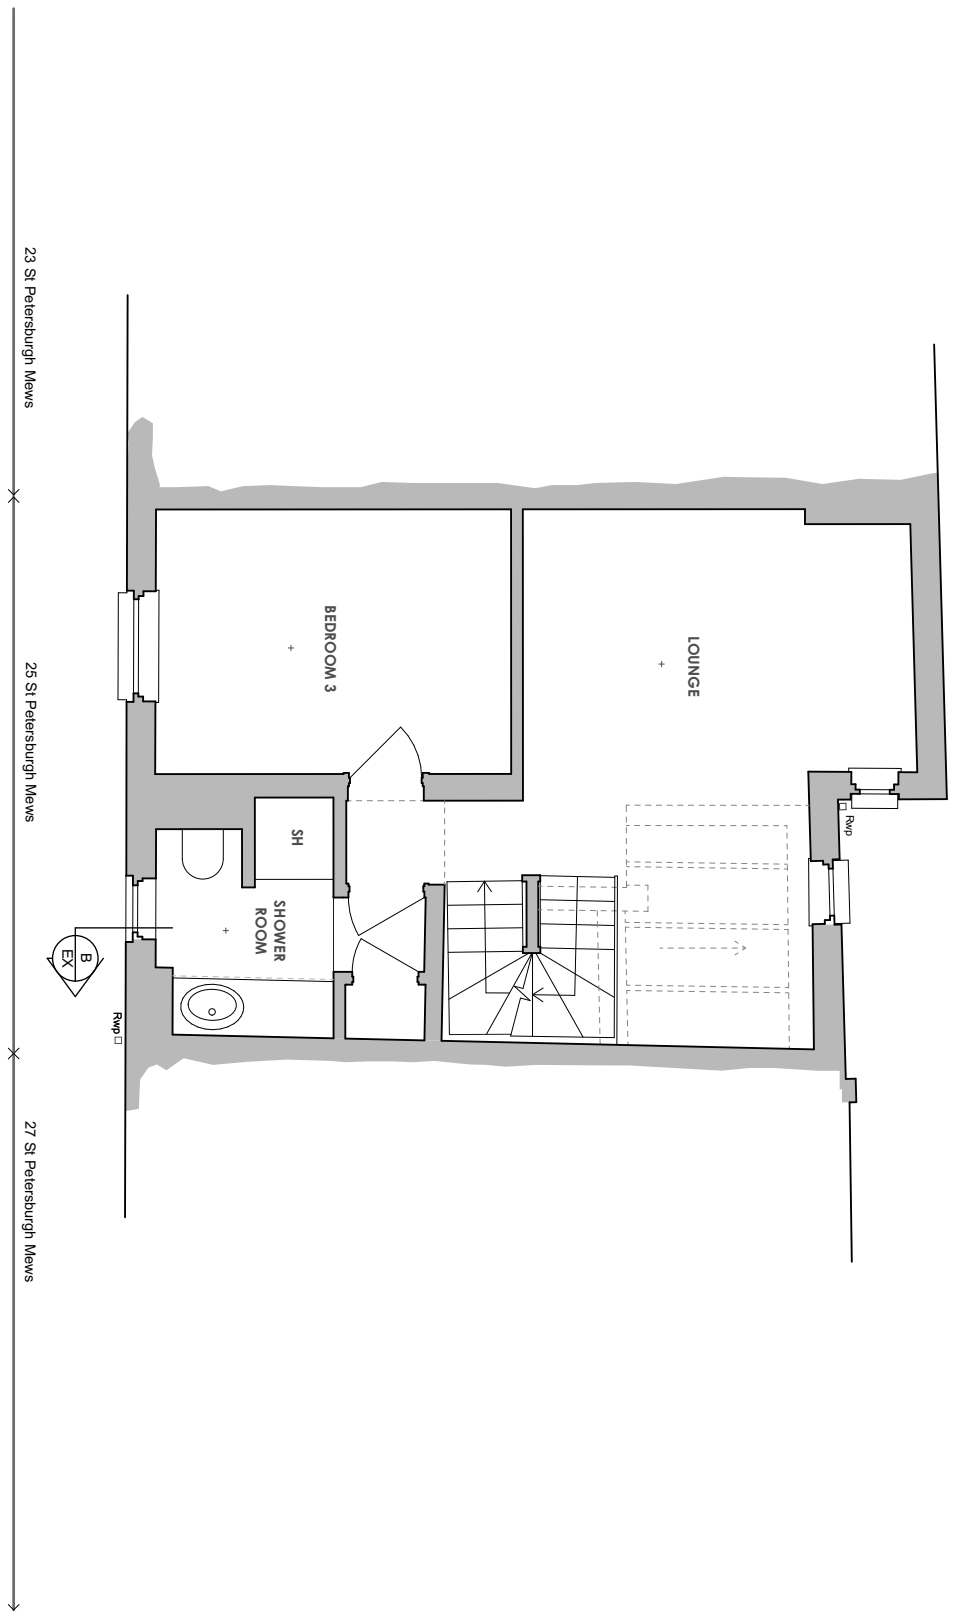 23 St Petersburgh Mews
25 St Petersburgh Mews
27 St Petersburgh Mews
BEDROOM 3
LOUNGE
Rwp
SH
SHOWER
ROOM
B
EX
Rwp